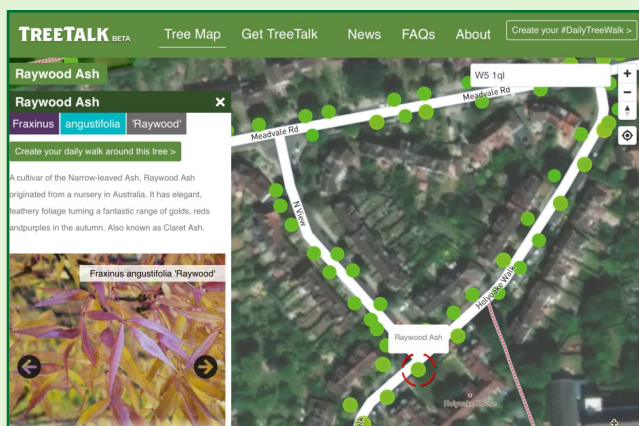 TREETALK BETA
Tree Map
Get TreeTalk
News
FAQs
About
Create your #DailyTreeWalk >
Raywood Ash
Raywood Ash ×
Fraxinus angustifolia 'Raywood'
Create your daily walk around this tree >
A cultivar of the Narrow-leaved Ash, Raywood Ash
originated from a nursery in Australia. It has elegant,
feathery foliage turning a fantastic range of golds, reds
andpurples in the autumn. Also known as Claret Ash.
Fraxinus angustifolia 'Raywood'
W5 1ql
+
−
Meadvale Rd
Meadvale Rd
N View
Holyoake Walk
Raywood Ash
Holyoake House